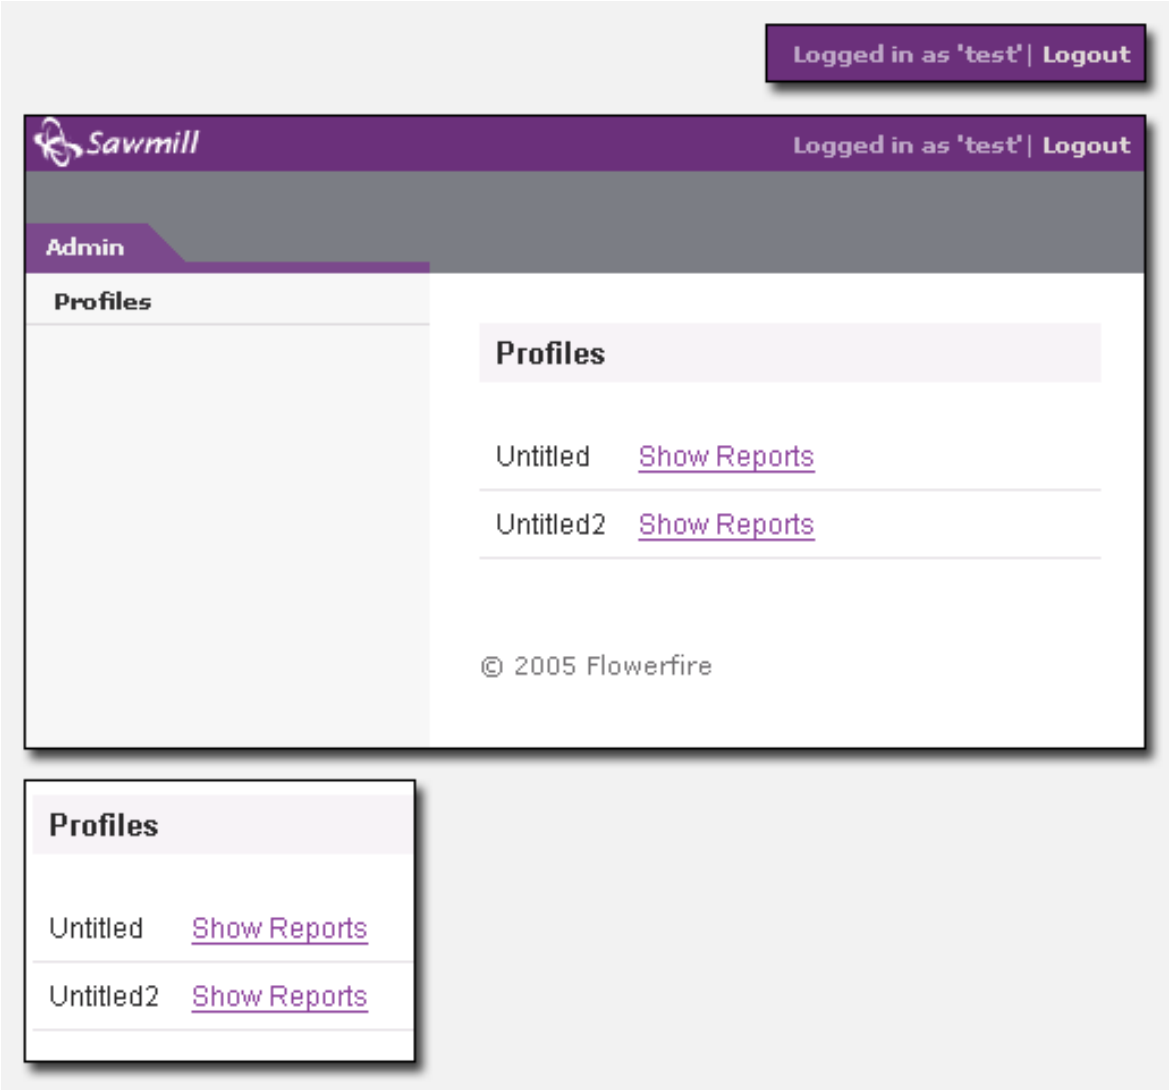 Logged in as 'test'| Logout
Sawmill
Logged in as 'test'| Logout
Admin
Profiles
Profiles
Untitled Show Reports
Untitled2 Show Reports
© 2005 Flowerfire
Profiles
Untitled Show Reports
Untitled2 Show Reports